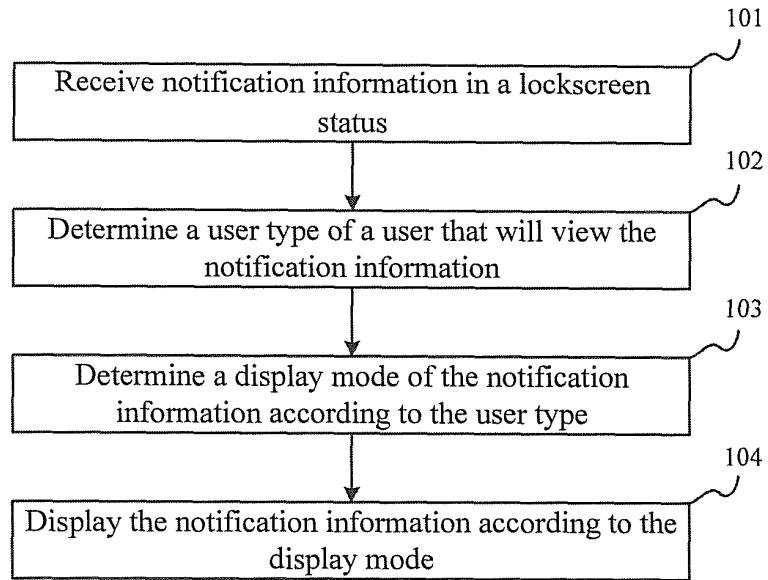 101
Receive notification information in a lockscreen
status
102
Determine a user type of a user that will view the
notification information
103
Determine a display mode of the notification
information according to the user type
104
Display the notification information according to the
display mode